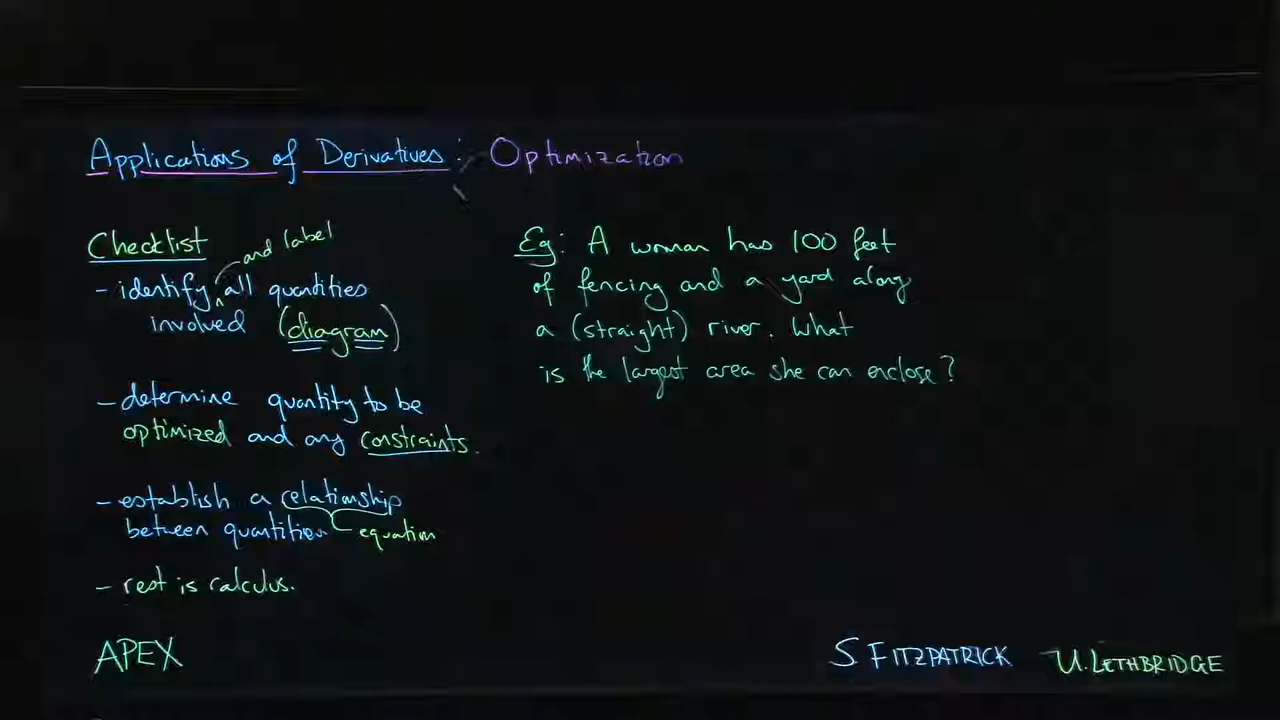 Applications of Derivatives: Optimization
Checklist
and label
- identify all quantities
involved (diagram)
- determine quantity to be
optimized and any constraints.
- establish a relationship
between quantities equation
- rest is calculus.
Eg: A woman has 100 feet
of fencing and a yard along
a (straight) river. What
is the largest area she can enclose?
APEX
S. FITZPATRICK U. LETHBRIDGE